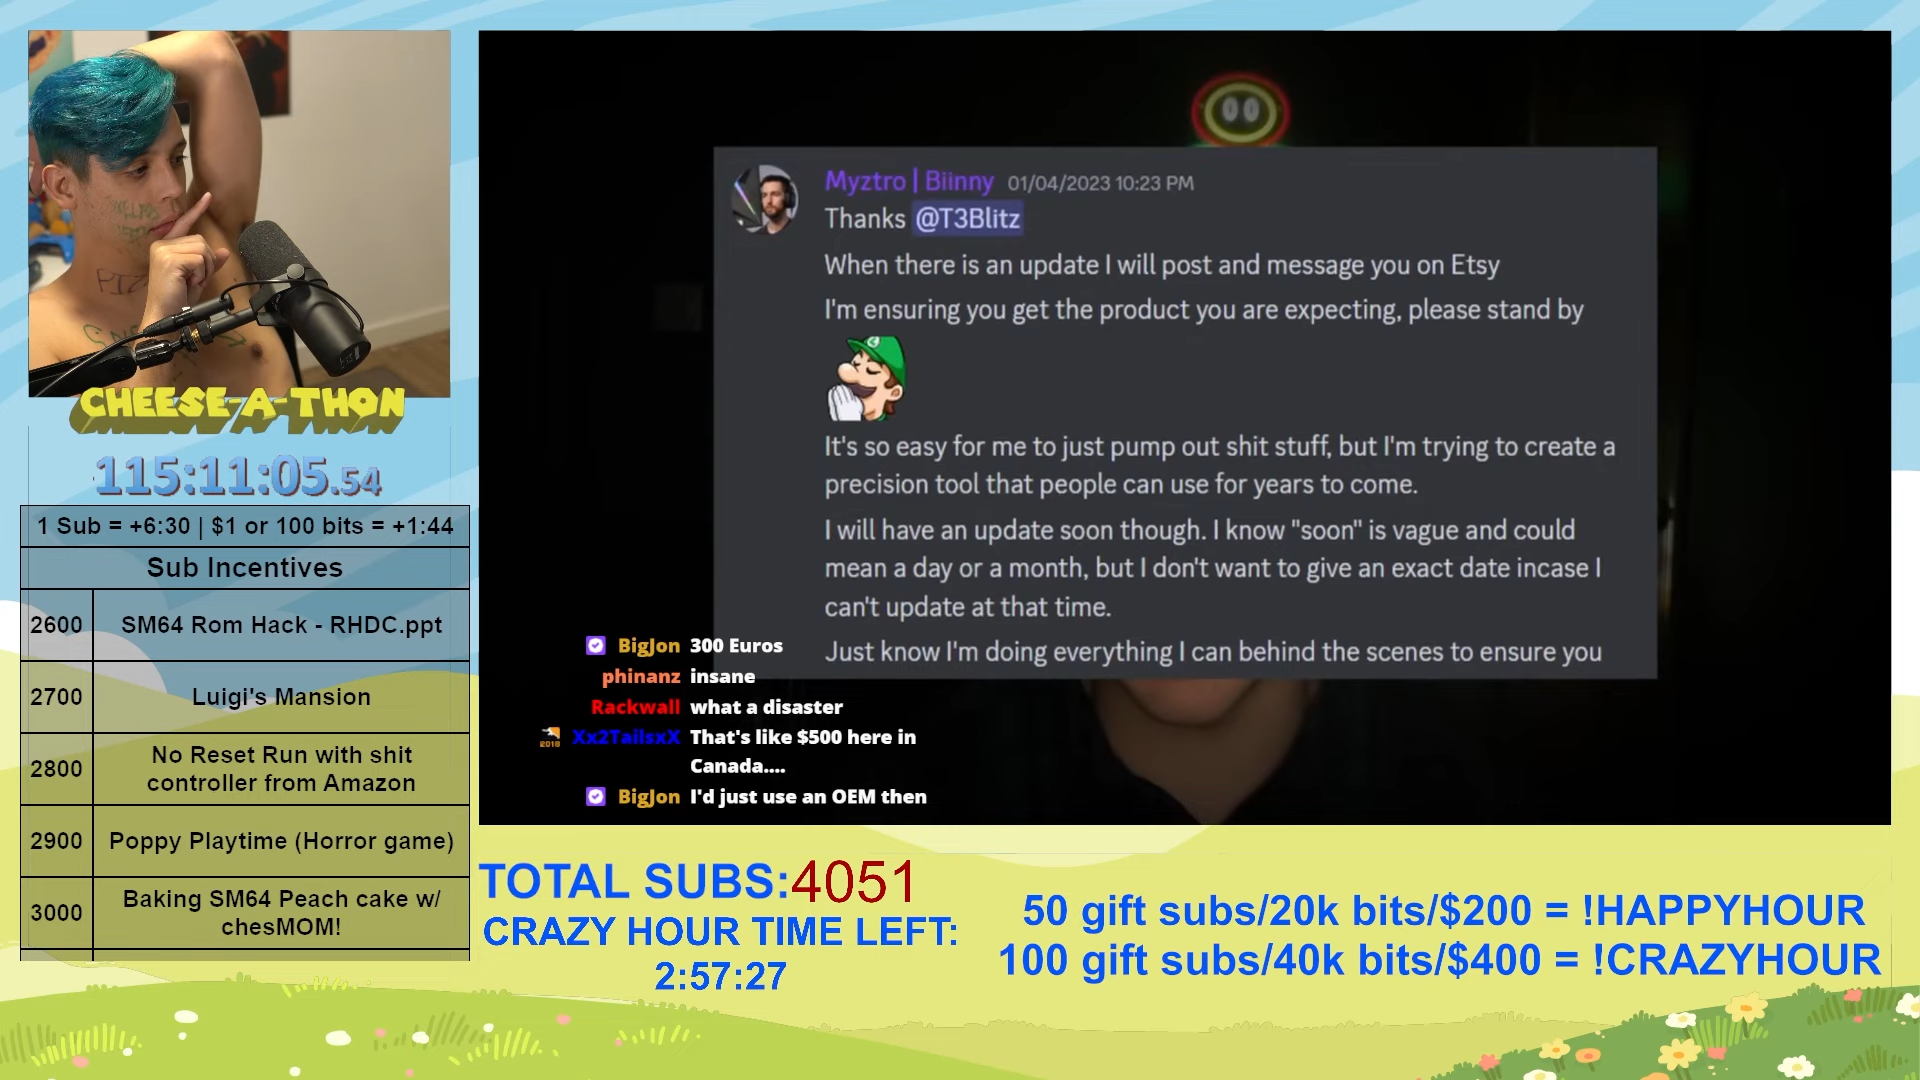 CHEESE-A-THON
115:11:05.54
1 Sub = +6:30 | $1 or 100 bits = +1:44
Sub Incentives
2600 SM64 Rom Hack - RHDC.ppt
2700 Luigi's Mansion
2800 No Reset Run with shit
controller from Amazon
2900 Poppy Playtime (Horror game)
3000 Baking SM64 Peach cake w/
chesMOM!
Myztro | Biinny 01/04/2023 10:23 PM
Thanks @T3Blitz
When there is an update I will post and message you on Etsy
I'm ensuring you get the product you are expecting, please stand by
It's so easy for me to just pump out shit stuff, but I'm trying to create a
precision tool that people can use for years to come.
I will have an update soon though. I know "soon" is vague and could
mean a day or a month, but I don't want to give an exact date incase I
can't update at that time.
Just know I'm doing everything I can behind the scenes to ensure you
BigJon 300 Euros
phinanz insane
Rackwall what a disaster
2018 Xx2TailsxX That's like $500 here in
Canada....
BigJon I'd just use an OEM then
TOTAL SUBS:4051
CRAZY HOUR TIME LEFT:
2:57:27
50 gift subs/20k bits/$200 = !HAPPYHOUR
100 gift subs/40k bits/$400 = !CRAZYHOUR